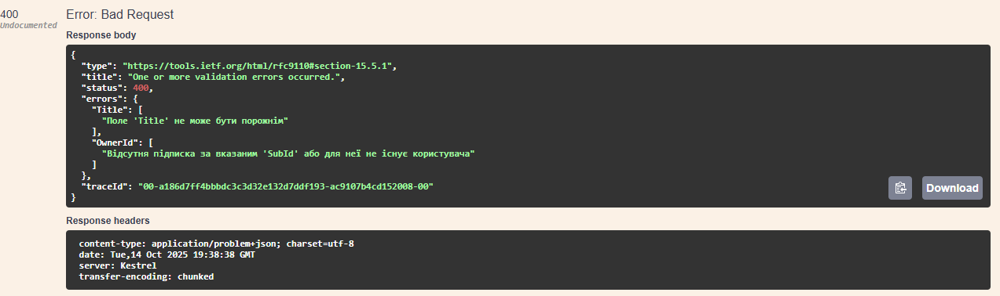 400
Undocumented
Error: Bad Request
Response body
{
  "type": "https://tools.ietf.org/html/rfc9110#section-15.5.1",
  "title": "One or more validation errors occurred.",
  "status": 400,
  "errors": {
    "Title": [
      "Поле 'Title' не може бути порожнім"
    ],
    "OwnerId": [
      "Відсутня підписка за вказаним 'SubId' або для неї не існує користувача"
    ]
  },
  "traceId": "00-a186d7ff4bbbdc3c3d32e132d7ddf193-ac9107b4cd152008-00"
}
Download
Response headers
content-type: application/problem+json; charset=utf-8
date: Tue,14 Oct 2025 19:38:38 GMT
server: Kestrel
transfer-encoding: chunked